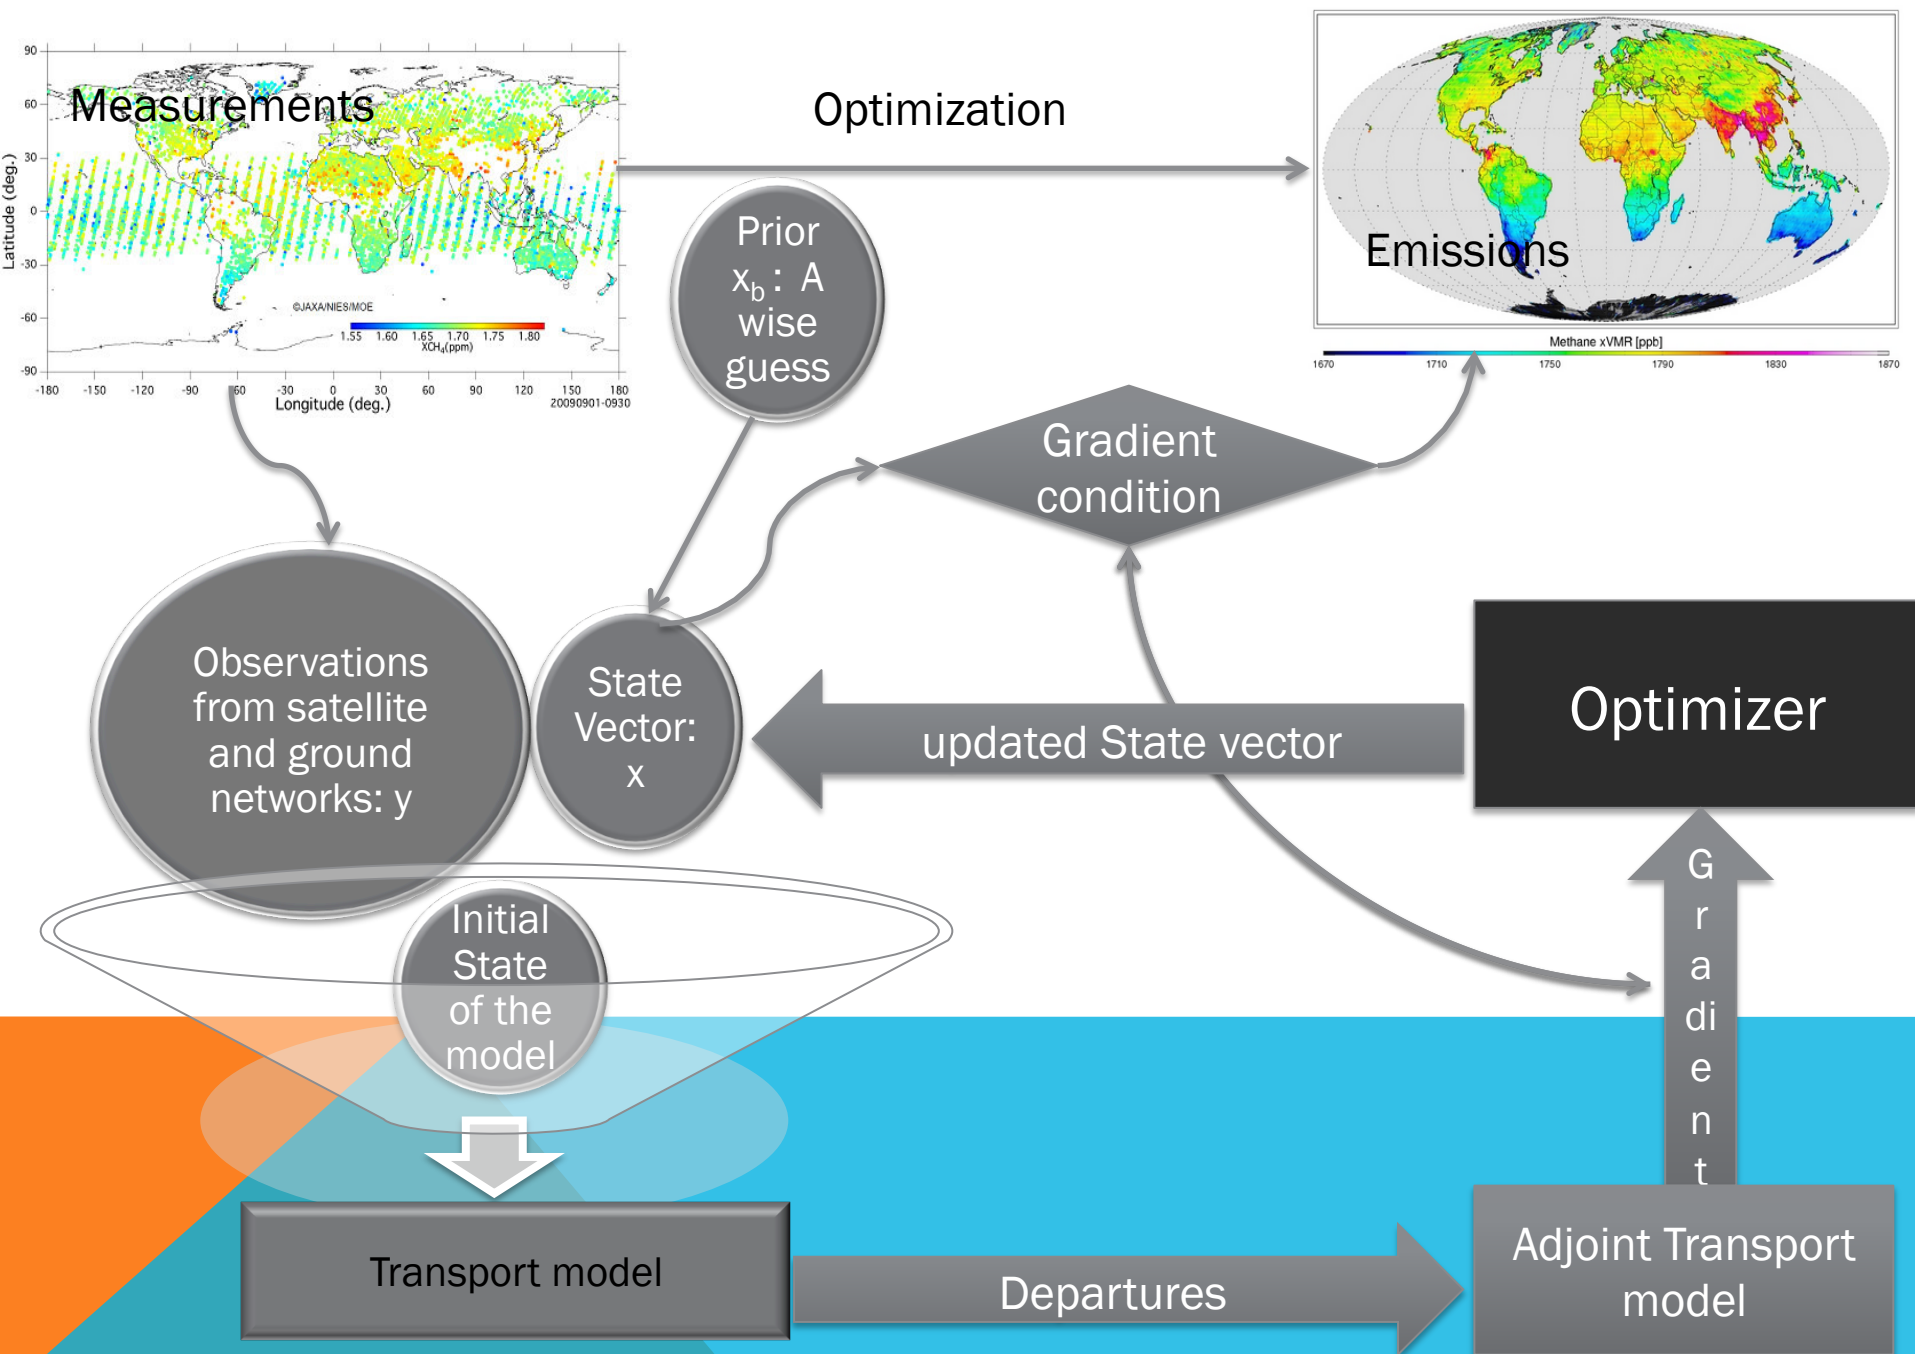 Measurements
90
60
30
0
-30
-60
-90
Latitude (deg.)
©JAXA/NIES/MOE
1.55 1.60 1.65 1.70 1.75 1.80
XCH4(ppm)
-180 -150 -120 -90 -60 -30 0 30 60 90 120 150 180
Longitude (deg.)
20090901-0930
Optimization
Emissions
Methane xVMR [ppb]
1670 1710 1750 1790 1830 1870
Prior
xb : A
wise
guess
Gradient
condition
Observations
from satellite
and ground
networks: y
State
Vector:
x
updated State vector
Optimizer
Initial
State
of the
model
G
r
a
di
e
n
t
Transport model
Departures
Adjoint Transport
model